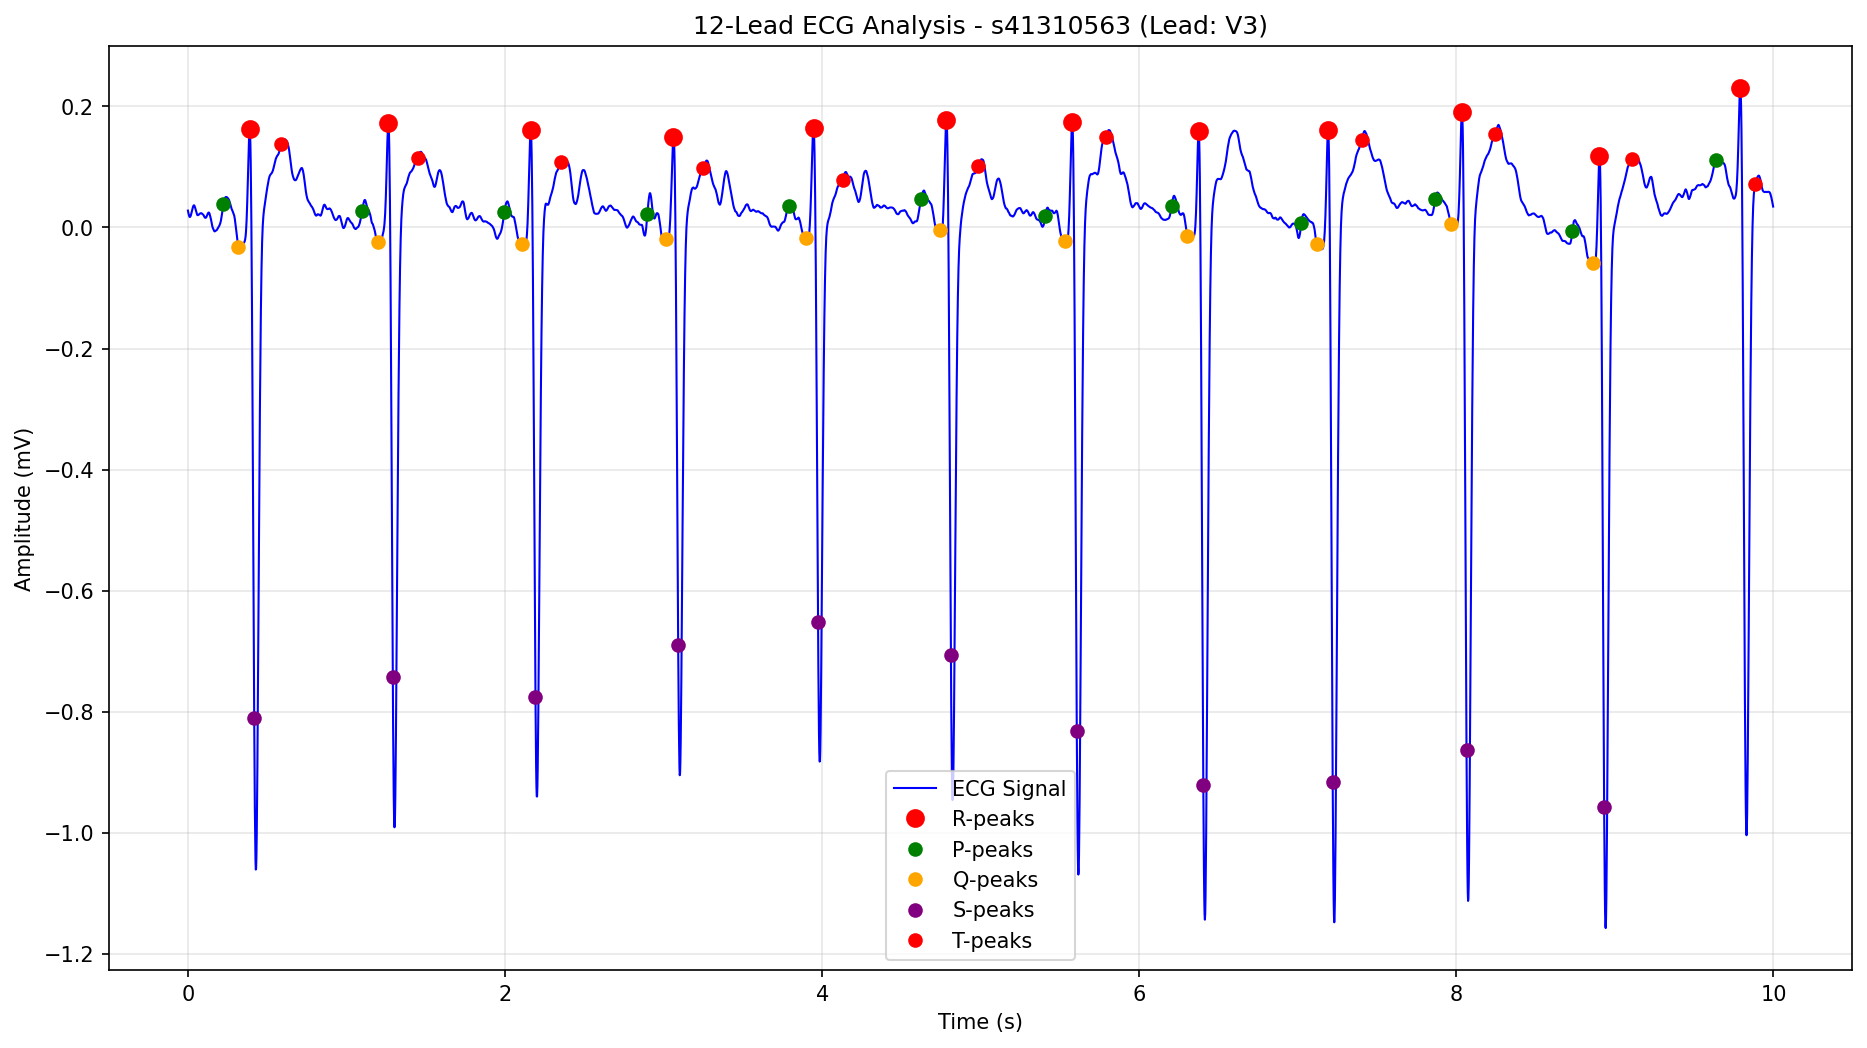 12-Lead ECG Analysis - s41310563 (Lead: V3)
Amplitude (mV)
0.2
0.0
−0.2
−0.4
−0.6
−0.8
−1.0
−1.2
ECG Signal
R-peaks
P-peaks
Q-peaks
S-peaks
T-peaks
0 2 4 6 8 10
Time (s)